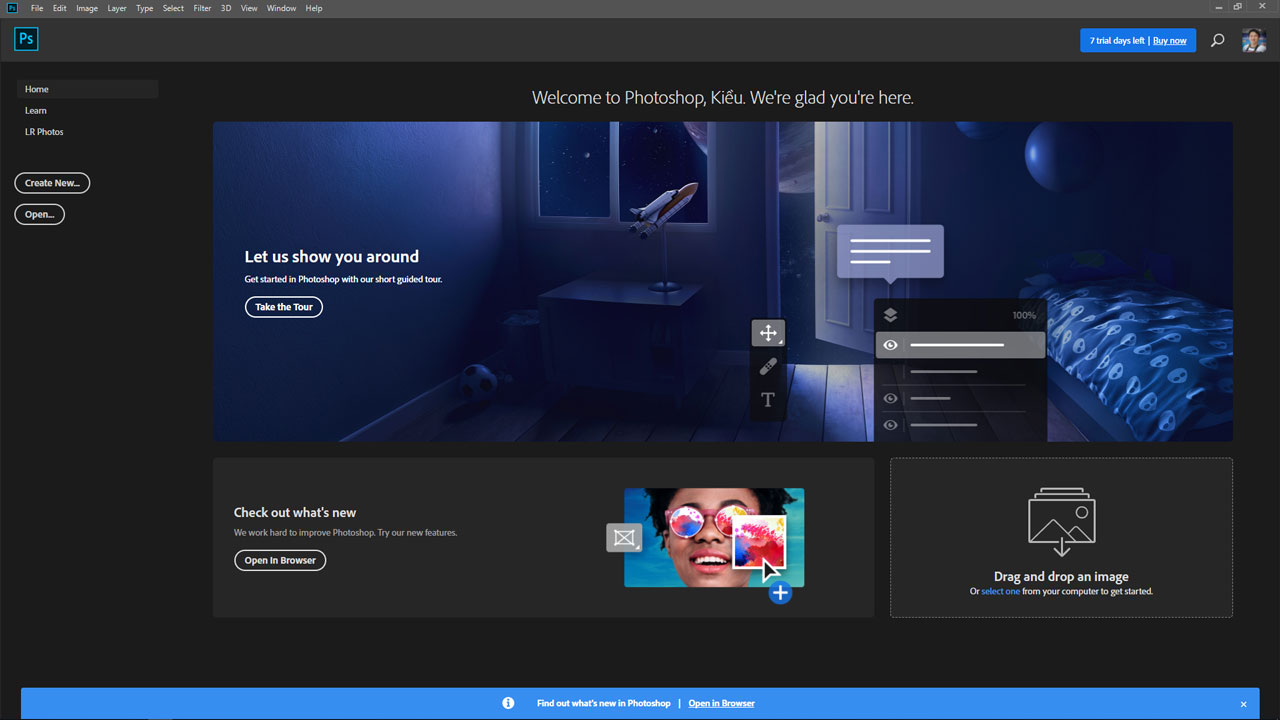 Ps File Edit Image Layer Type Select Filter 3D View Window Help
Ps
7 trial days left | Buy now
Home
Learn
LR Photos
Create New...
Open...
Welcome to Photoshop, Kiều. We're glad you're here.
Let us show you around
Get started in Photoshop with our short guided tour.
Take the Tour
100%
T
Check out what's new
We work hard to improve Photoshop. Try our new features.
Open in Browser
Drag and drop an image
Or select one from your computer to get started.
Find out what's new in Photoshop | Open in Browser